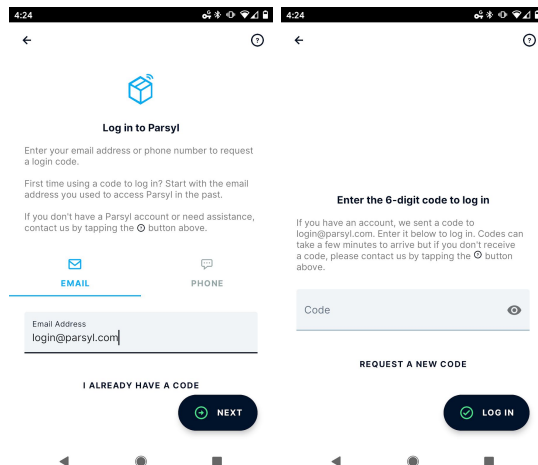 4:24
Log in to Parsyl
Enter your email address or phone number to request
a login code.
First time using a code to log in? Start with the email
address you used to access Parsyl in the past.
If you don't have a Parsyl account or need assistance,
contact us by tapping the ? button above.
EMAIL
PHONE
Email Address
login@parsyl.com
I ALREADY HAVE A CODE
NEXT
4:24
Enter the 6-digit code to log in
If you have an account, we sent a code to
login@parsyl.com. Enter it below to log in. Codes can
take a few minutes to arrive but if you don't receive
a code, please contact us by tapping the ? button
above.
Code
REQUEST A NEW CODE
LOG IN